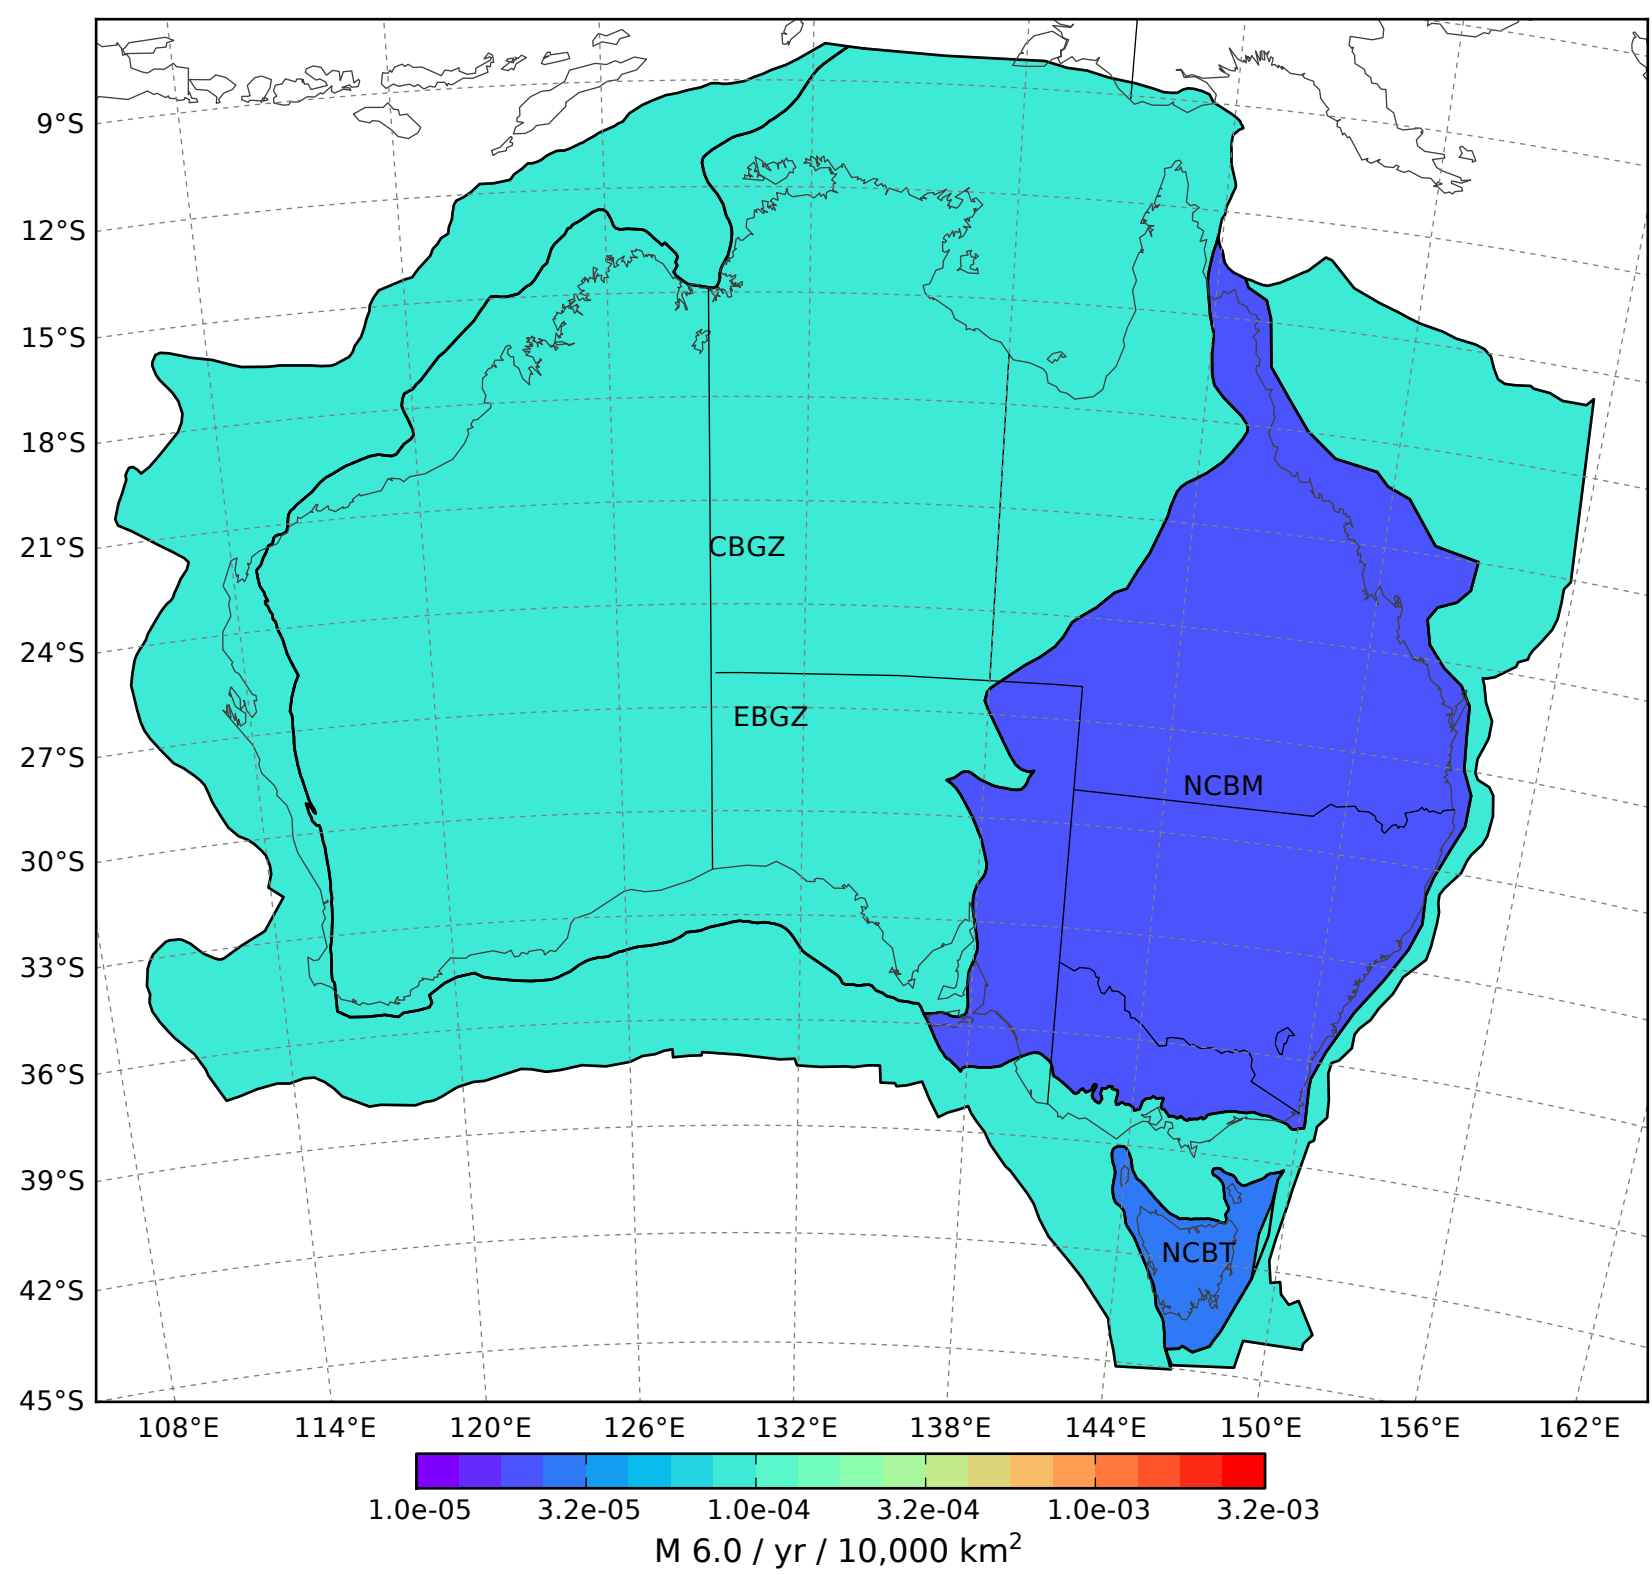 9°S
12°S
15°S
18°S
21°S
24°S
27°S
30°S
33°S
36°S
39°S
42°S
45°S
CBGZ
EBGZ
NCBM
NCBT
108°E 114°E 120°E 126°E 132°E 138°E 144°E 150°E 156°E 162°E
1.0e-05 3.2e-05 1.0e-04 3.2e-04 1.0e-03 3.2e-03
M 6.0 / yr / 10,000 km²